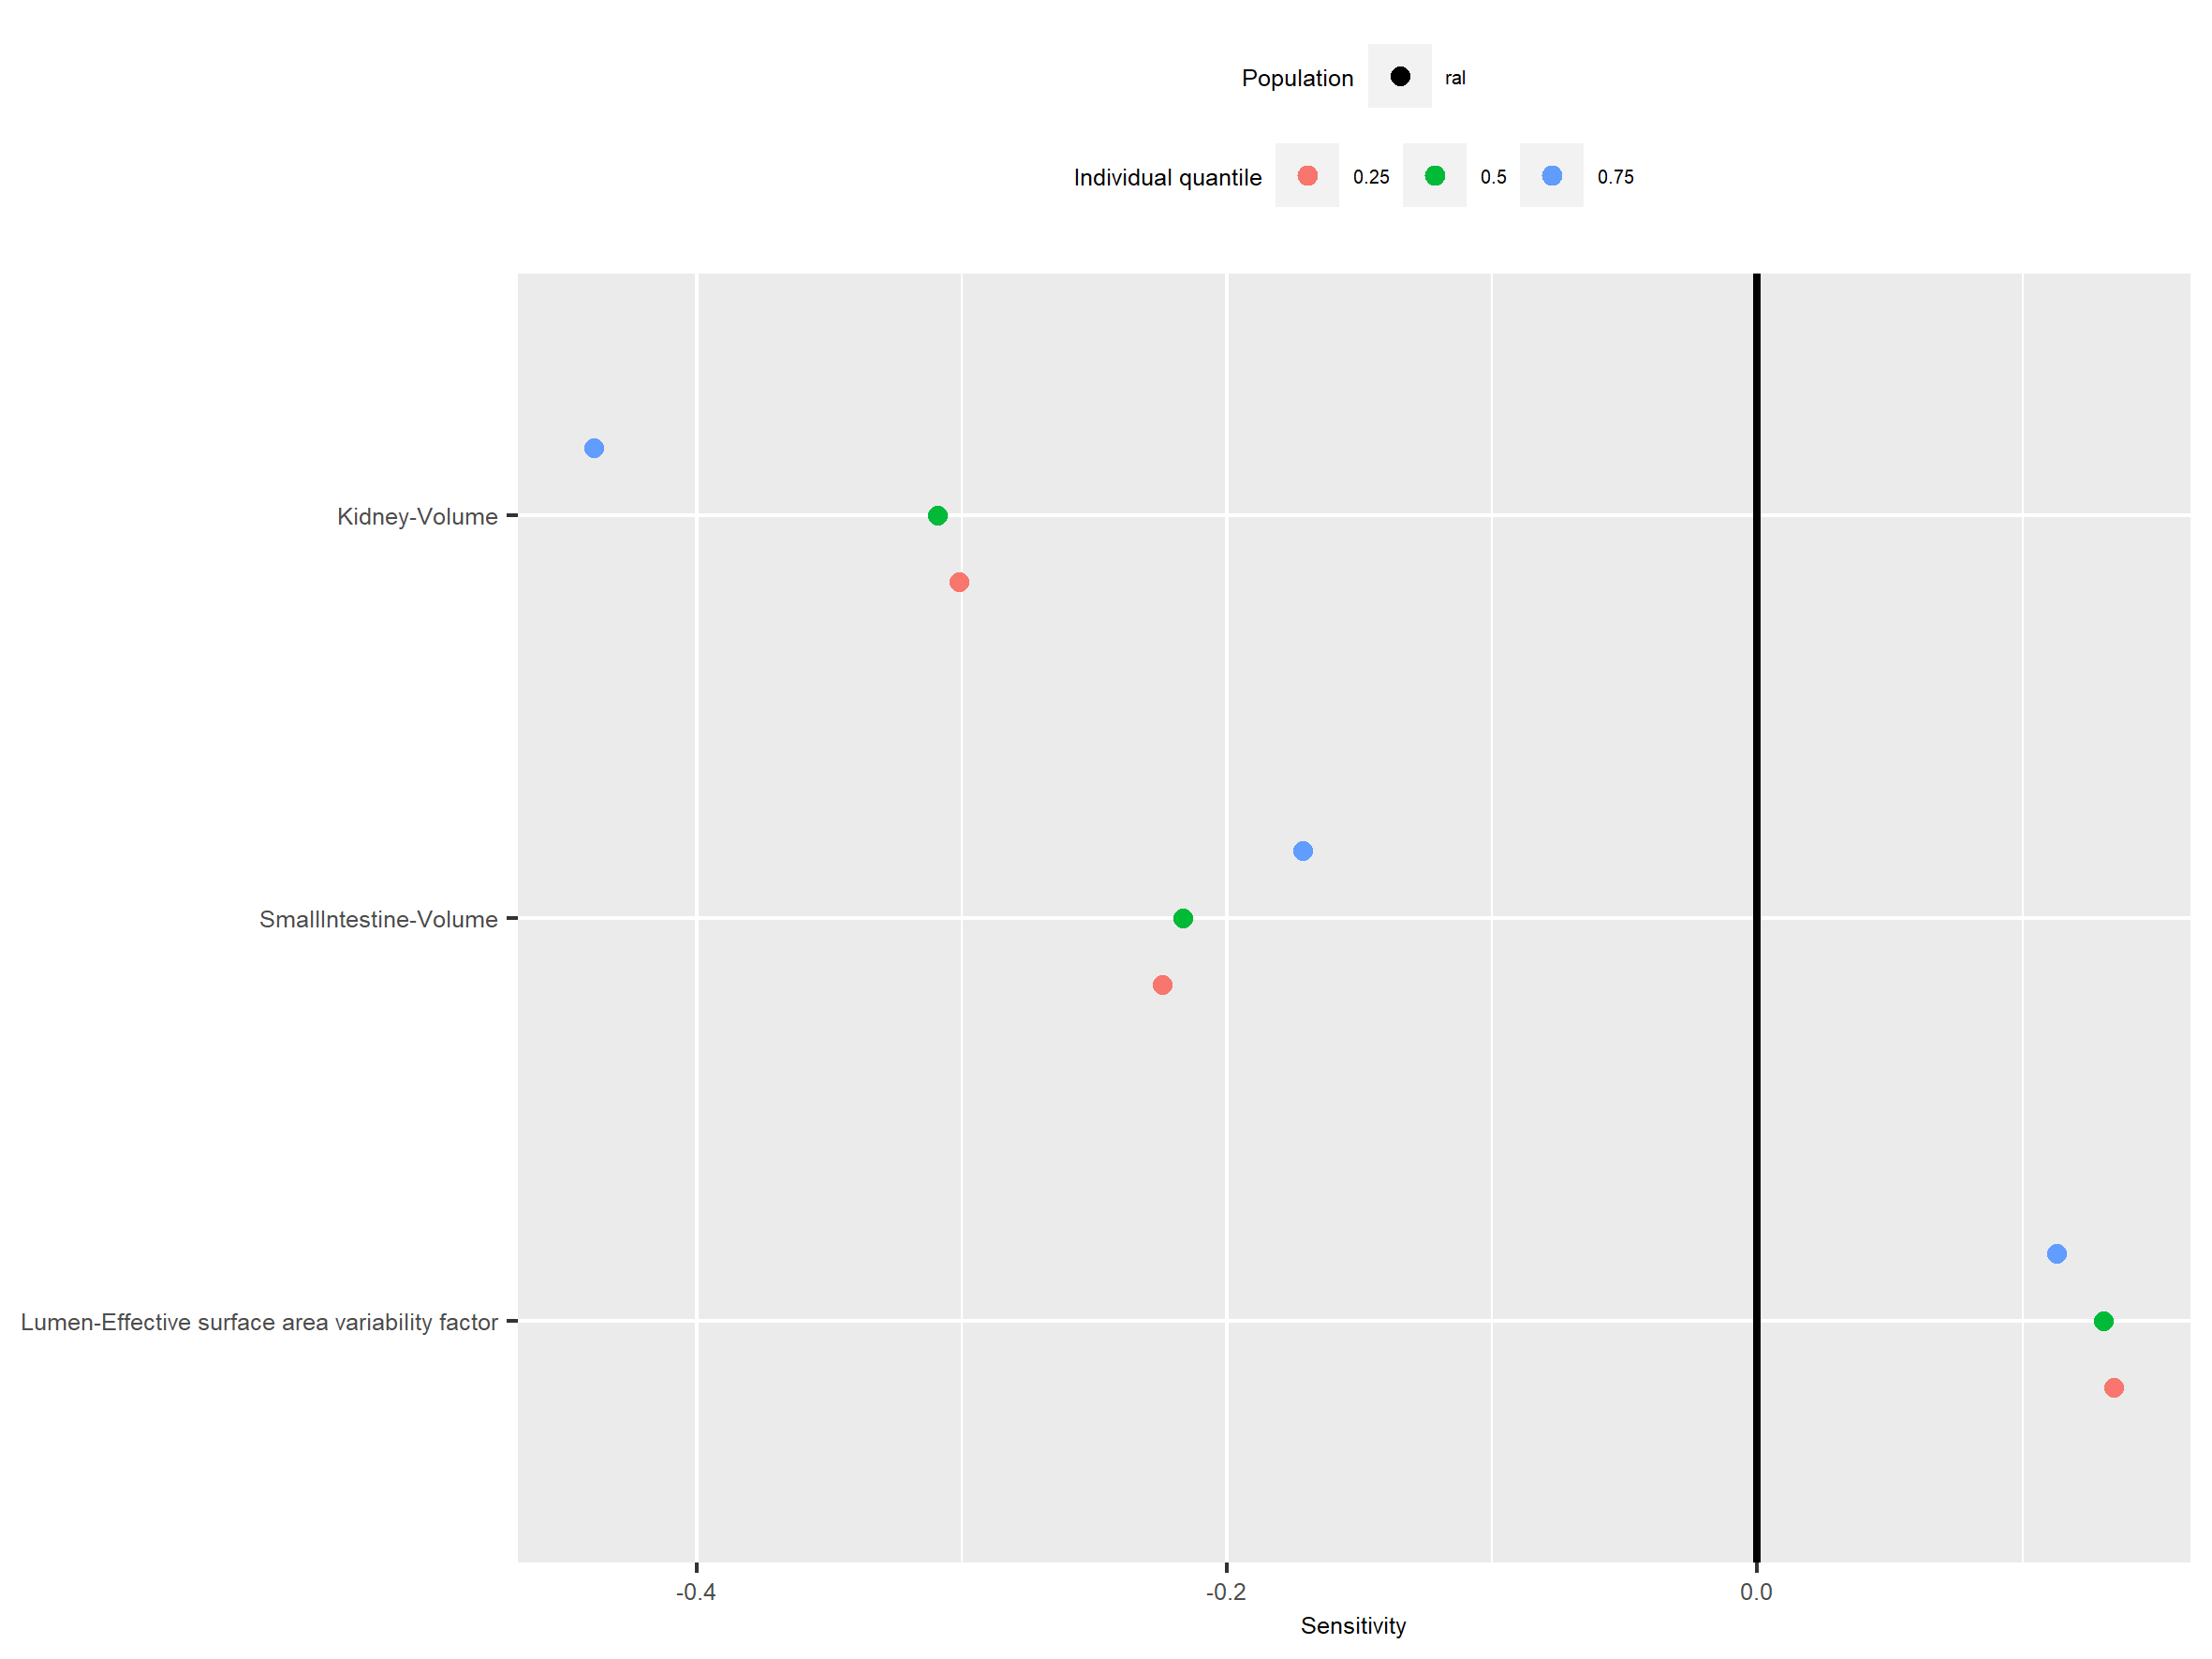 Population ral
Individual quantile 0.25 0.5 0.75
Kidney-Volume
SmallIntestine-Volume
Lumen-Effective surface area variability factor
-0.4 -0.2 0.0
Sensitivity